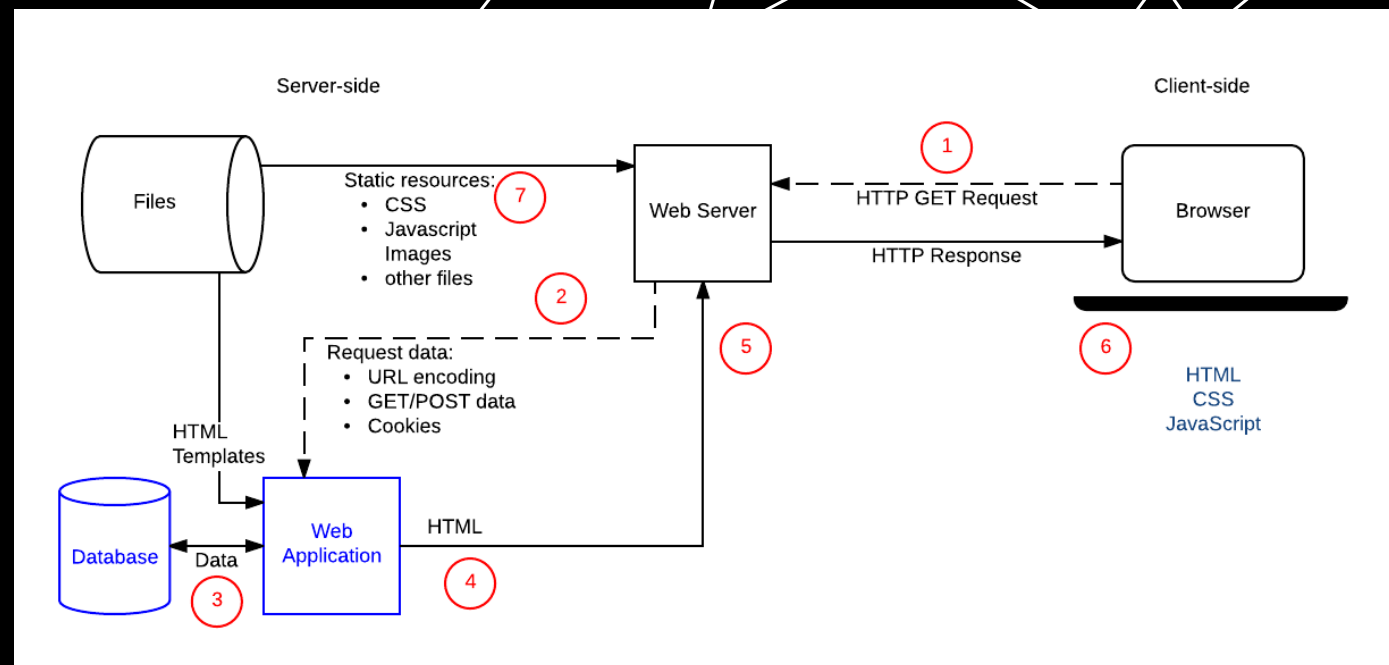 Server-side
Client-side
Files
Static resources:
• CSS
• Javascript
Images
• other files
7
Web Server
1
HTTP GET Request
HTTP Response
Browser
2
Request data:
• URL encoding
• GET/POST data
• Cookies
5
6
HTML
CSS
JavaScript
HTML
Templates
Database
Data
3
Web
Application
HTML
4